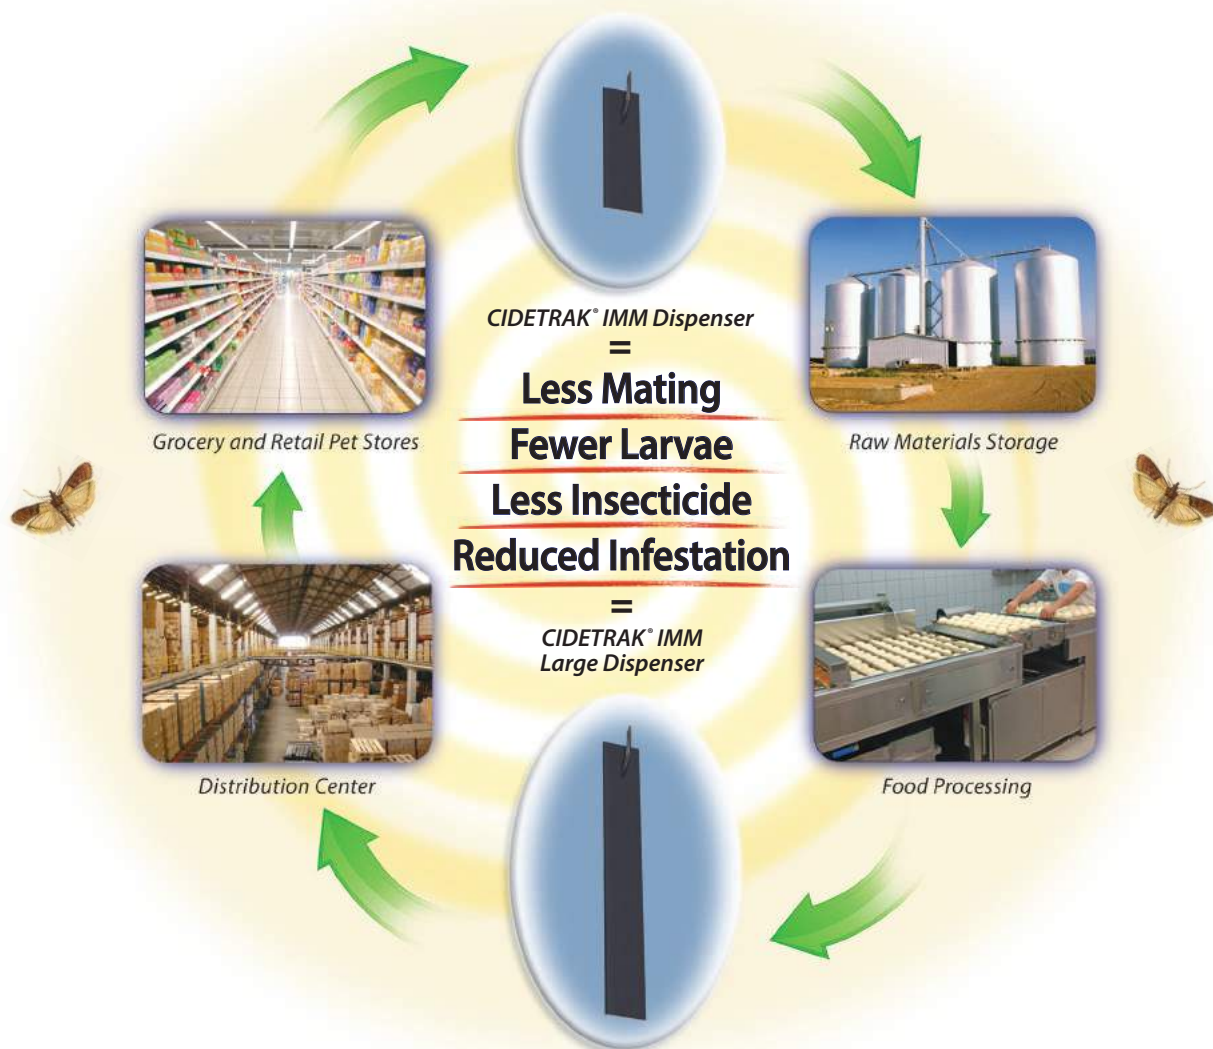 CIDETRAK® IMM Dispenser
=
Less Mating
Fewer Larvae
Less Insecticide
Reduced Infestation
=
CIDETRAK® IMM
Large Dispenser
Grocery and Retail Pet Stores
Raw Materials Storage
Distribution Center
Food Processing